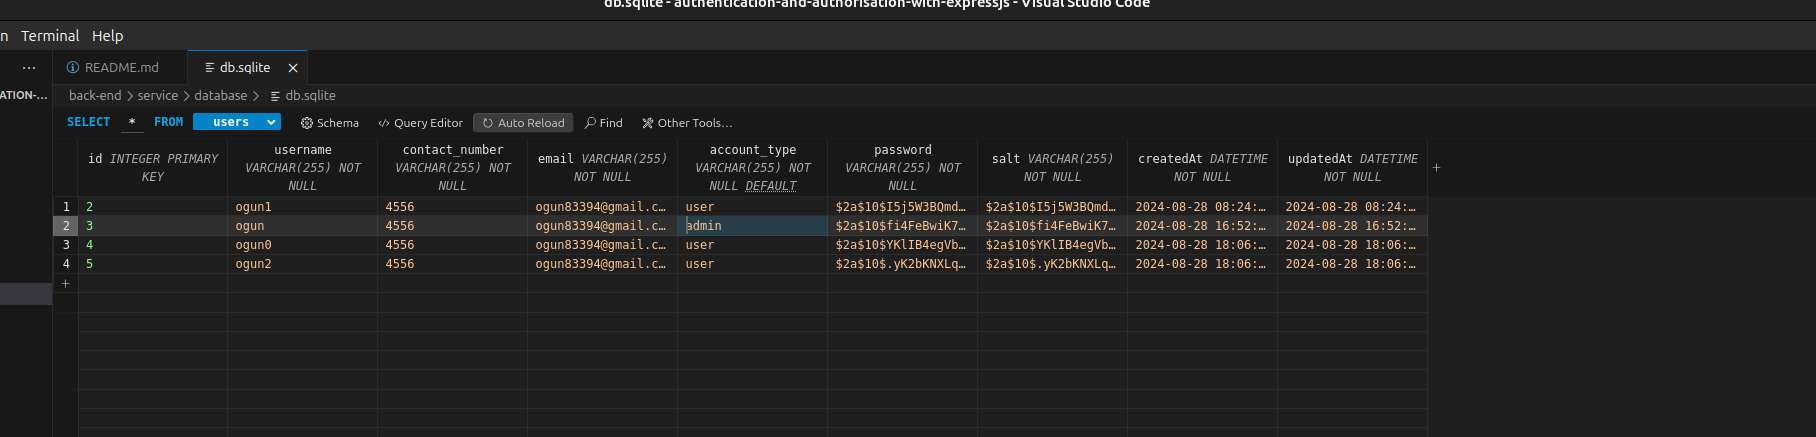 db.sqlite - authentication-and-authorisation-with-expressjs - Visual Studio Code
n Terminal Help
··· README.md db.sqlite ×
ATION-... back-end > service > database > db.sqlite
SELECT * FROM users Schema Query Editor Auto Reload Find Other Tools...
id INTEGER PRIMARY KEY
username VARCHAR(255) NOT NULL
contact_number VARCHAR(255) NOT NULL
email VARCHAR(255) NOT NULL
account_type VARCHAR(255) NOT NULL DEFAULT
password VARCHAR(255) NOT NULL
salt VARCHAR(255) NOT NULL
createdAt DATETIME NOT NULL
updatedAt DATETIME NOT NULL
+
1 2 ogun1 4556 ogun83394@gmail.c… user $2a$10$I5j5W3BQmd… $2a$10$I5j5W3BQmd… 2024-08-28 08:24:… 2024-08-28 08:24:…
2 3 ogun 4556 ogun83394@gmail.c… admin $2a$10$fi4FeBwiK7… $2a$10$fi4FeBwiK7… 2024-08-28 16:52:… 2024-08-28 16:52:…
3 4 ogun0 4556 ogun83394@gmail.c… user $2a$10$YKlIB4egVb… $2a$10$YKlIB4egVb… 2024-08-28 18:06:… 2024-08-28 18:06:…
4 5 ogun2 4556 ogun83394@gmail.c… user $2a$10$.yK2bKNXLq… $2a$10$.yK2bKNXLq… 2024-08-28 18:06:… 2024-08-28 18:06:…
+